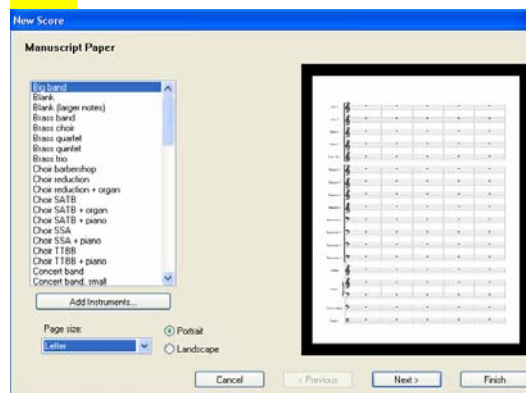 New Score
Manuscript Paper
Big band
Blank
Blank (larger notes)
Brass band
Brass choir
Brass quartet
Brass quintet
Brass trio
Choir barbershop
Choir reduction
Choir reduction + organ
Choir SATB
Choir SATB + organ
Choir SATB + piano
Choir SSA
Choir SSA + piano
Choir TTBB
Choir TTBB + piano
Concert band
Concert band, small
Add Instruments...
Page size:
Letter
Portrait
Landscape
Cancel
< Previous
Next >
Finish